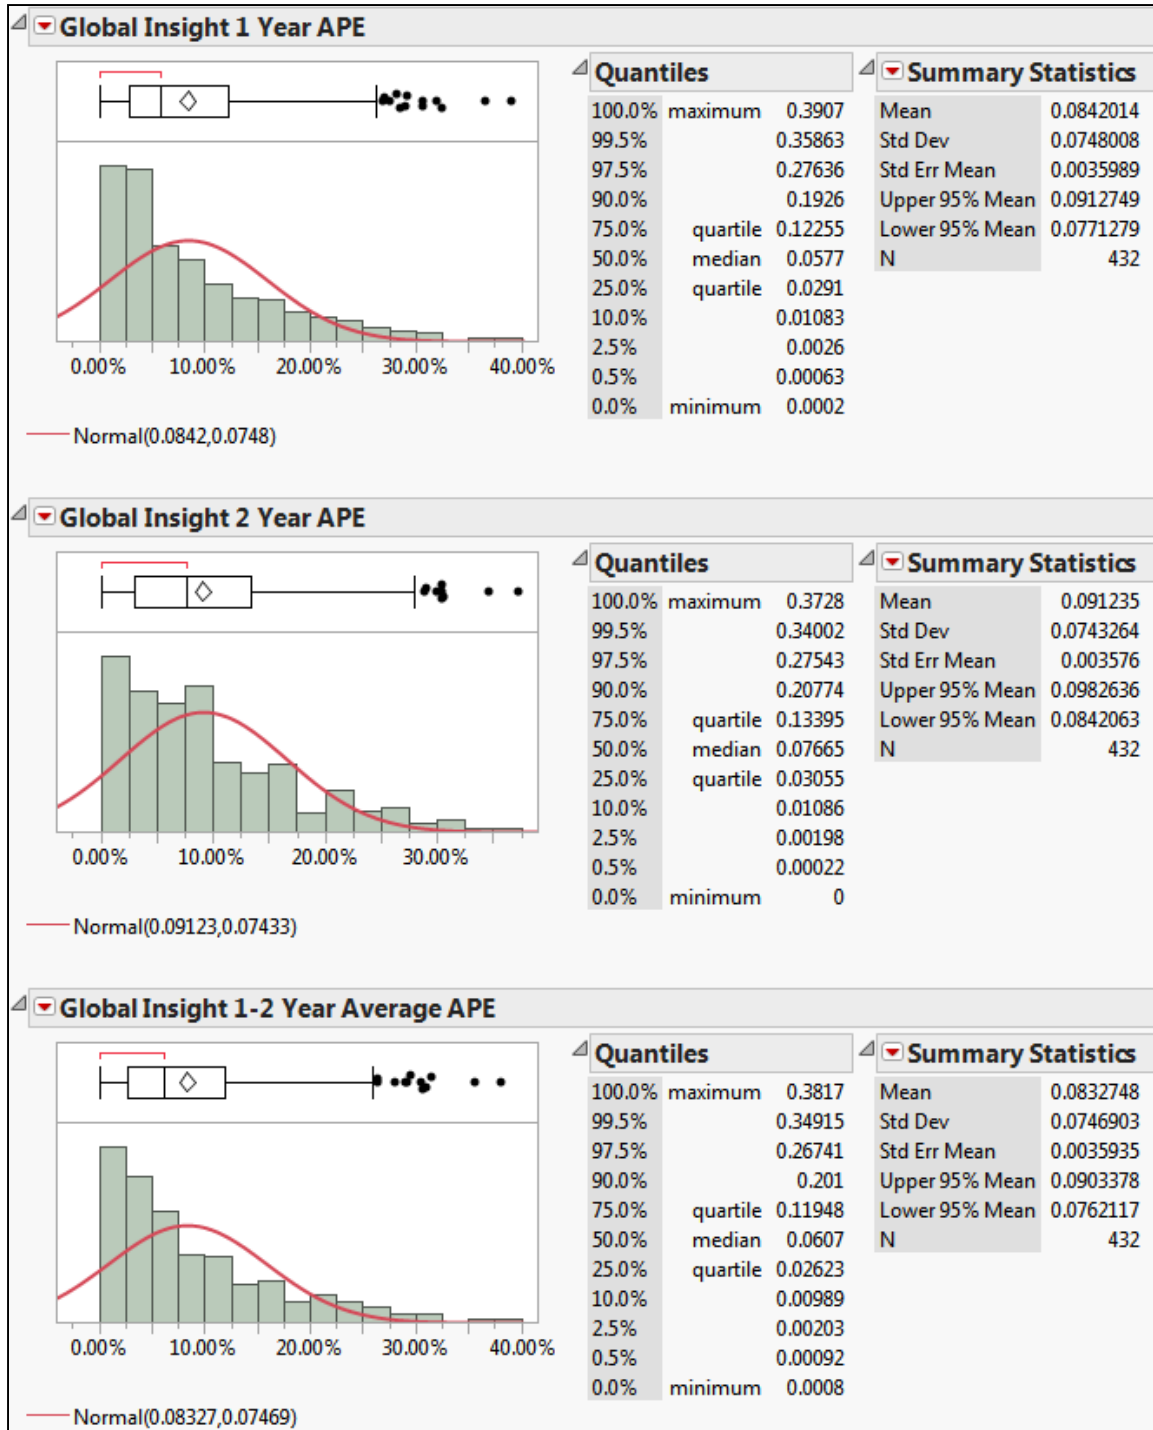 Global Insight 1 Year APE
Quantiles
Summary Statistics
100.0% maximum 0.3907
99.5% 0.35863
97.5% 0.27636
90.0% 0.1926
75.0% quartile 0.12255
50.0% median 0.0577
25.0% quartile 0.0291
10.0% 0.01083
2.5% 0.0026
0.5% 0.00063
0.0% minimum 0.0002
Mean 0.0842014
Std Dev 0.0748008
Std Err Mean 0.0035989
Upper 95% Mean 0.0912749
Lower 95% Mean 0.0771279
N 432
0.00% 10.00% 20.00% 30.00% 40.00%
Normal(0.0842,0.0748)
Global Insight 2 Year APE
Quantiles
Summary Statistics
100.0% maximum 0.3728
99.5% 0.34002
97.5% 0.27543
90.0% 0.20774
75.0% quartile 0.13395
50.0% median 0.07665
25.0% quartile 0.03055
10.0% 0.01086
2.5% 0.00198
0.5% 0.00022
0.0% minimum 0
Mean 0.091235
Std Dev 0.0743264
Std Err Mean 0.003576
Upper 95% Mean 0.0982636
Lower 95% Mean 0.0842063
N 432
0.00% 10.00% 20.00% 30.00%
Normal(0.09123,0.07433)
Global Insight 1-2 Year Average APE
Quantiles
Summary Statistics
100.0% maximum 0.3817
99.5% 0.34915
97.5% 0.26741
90.0% 0.201
75.0% quartile 0.11948
50.0% median 0.0607
25.0% quartile 0.02623
10.0% 0.00989
2.5% 0.00203
0.5% 0.00092
0.0% minimum 0.0008
Mean 0.0832748
Std Dev 0.0746903
Std Err Mean 0.0035935
Upper 95% Mean 0.0903378
Lower 95% Mean 0.0762117
N 432
0.00% 10.00% 20.00% 30.00% 40.00%
Normal(0.08327,0.07469)